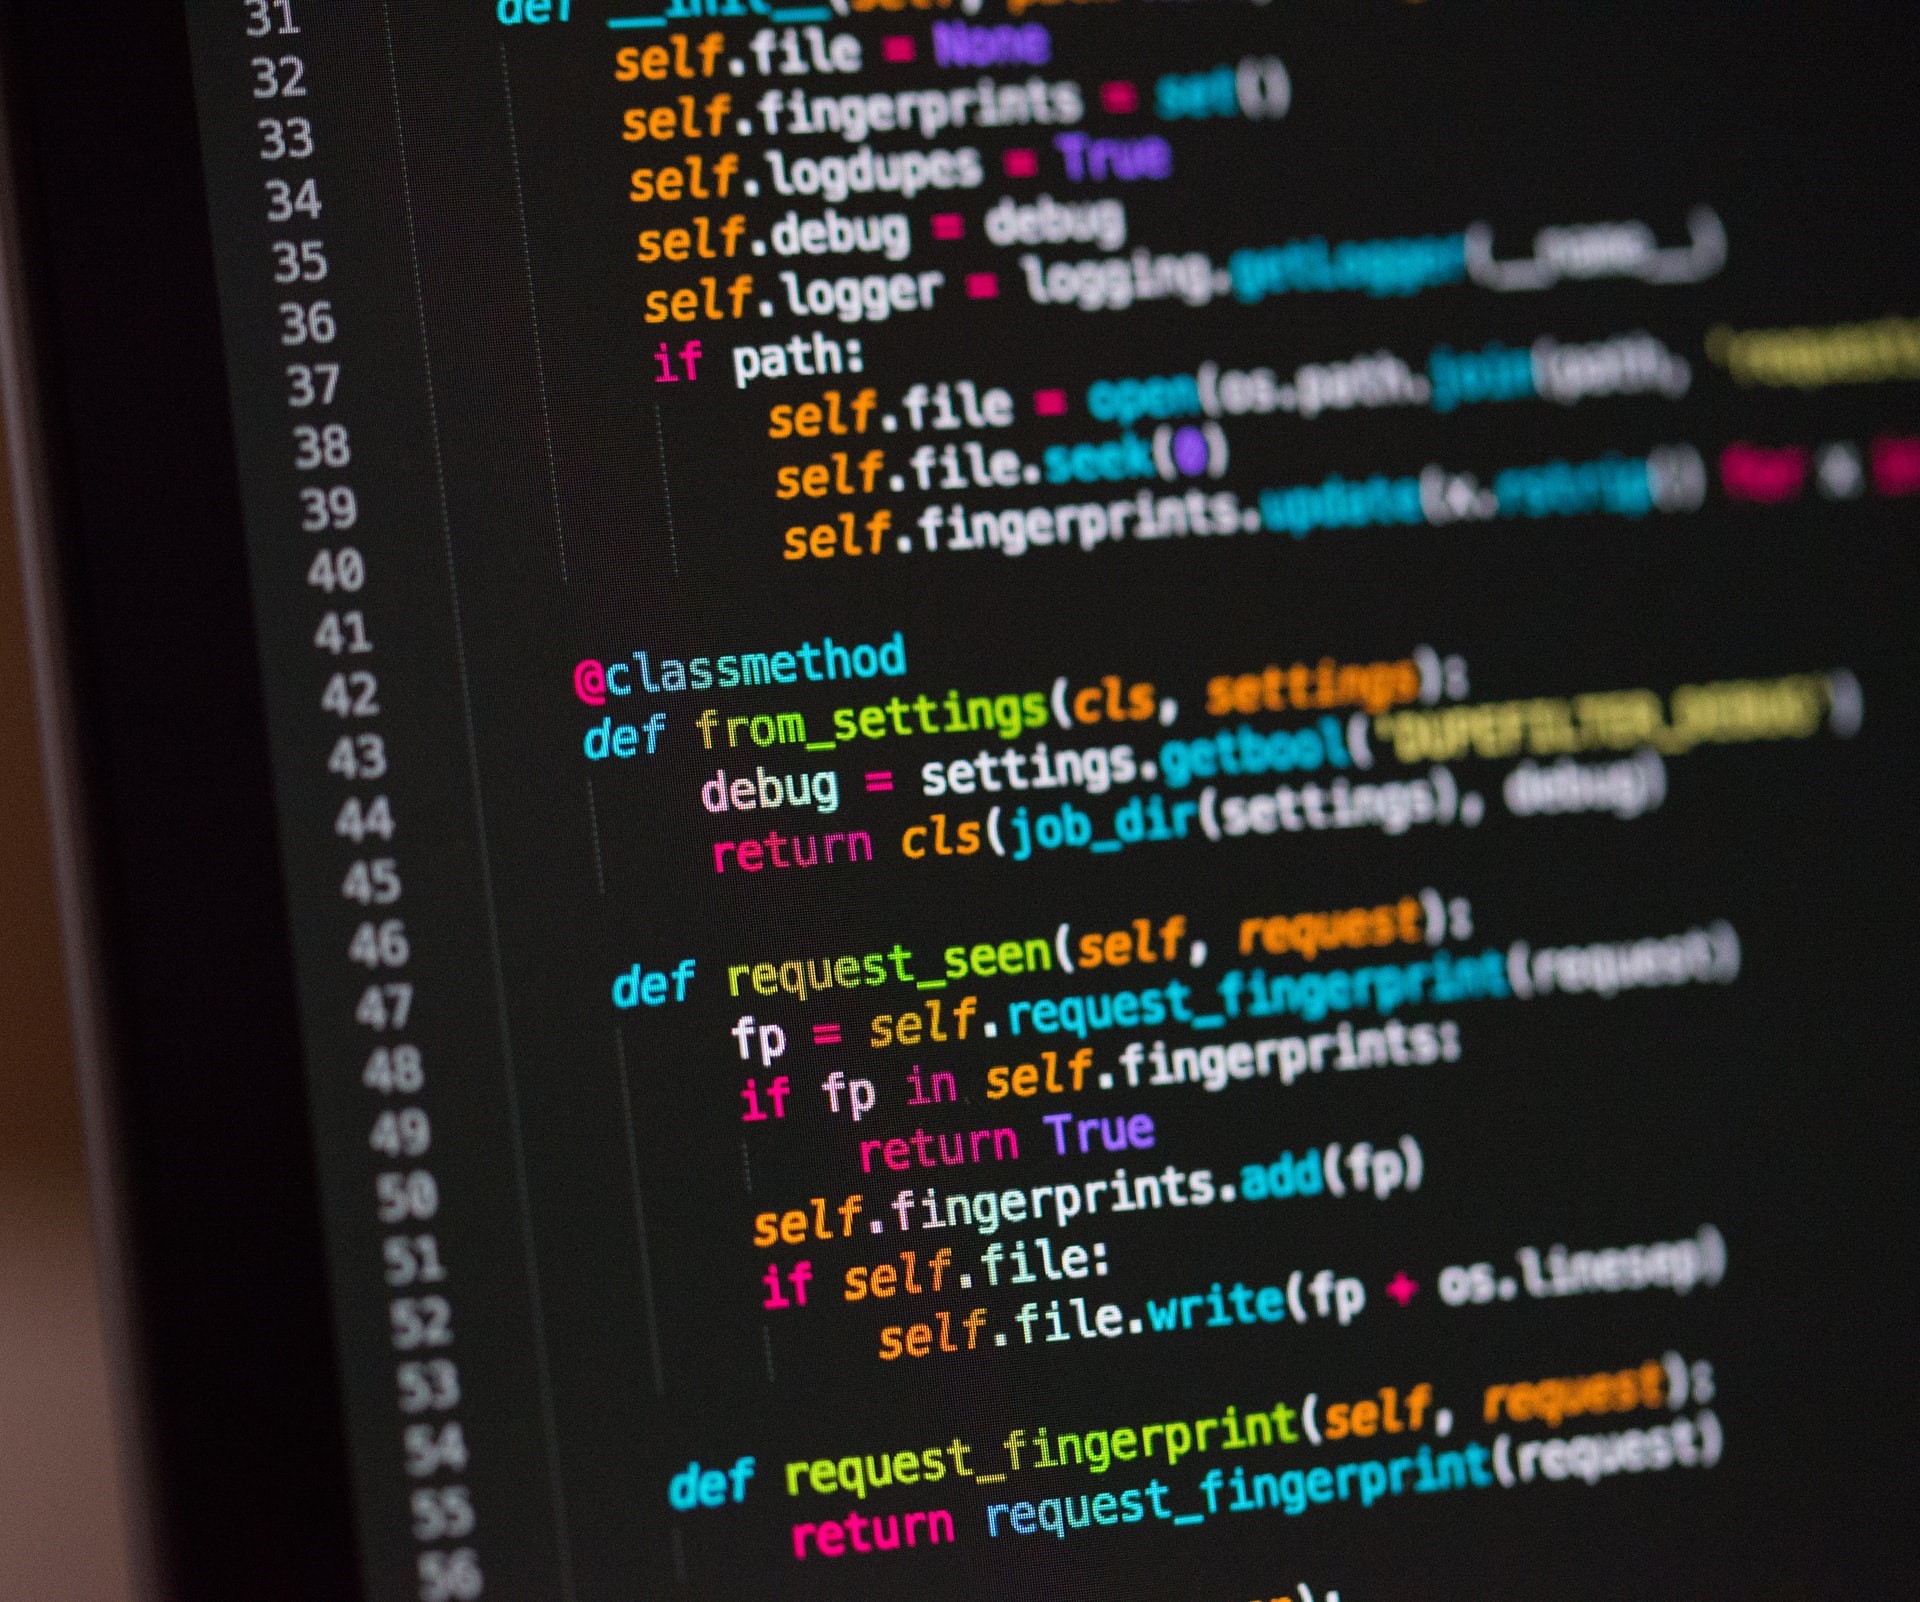 31 def __init__(self,
32 self.file = None
33 self.fingerprints = set()
34 self.logdupes = True
35 self.debug = debug
36 self.logger = logging.getLogger(__name__)
37 if path:
38 self.file = open(os.path.join(path, 'requests
39 self.file.seek(0)
40 self.fingerprints.update(x.rstrip() for x in
41
42 @classmethod
43 def from_settings(cls, settings):
44 debug = settings.getbool('DUPEFILTER_DEBUG')
45 return cls(job_dir(settings), debug)
46
47 def request_seen(self, request):
48 fp = self.request_fingerprint(request)
49 if fp in self.fingerprints:
50 return True
51 self.fingerprints.add(fp)
52 if self.file:
53 self.file.write(fp + os.linesep)
54
55 def request_fingerprint(self, request):
56 return request_fingerprint(request)